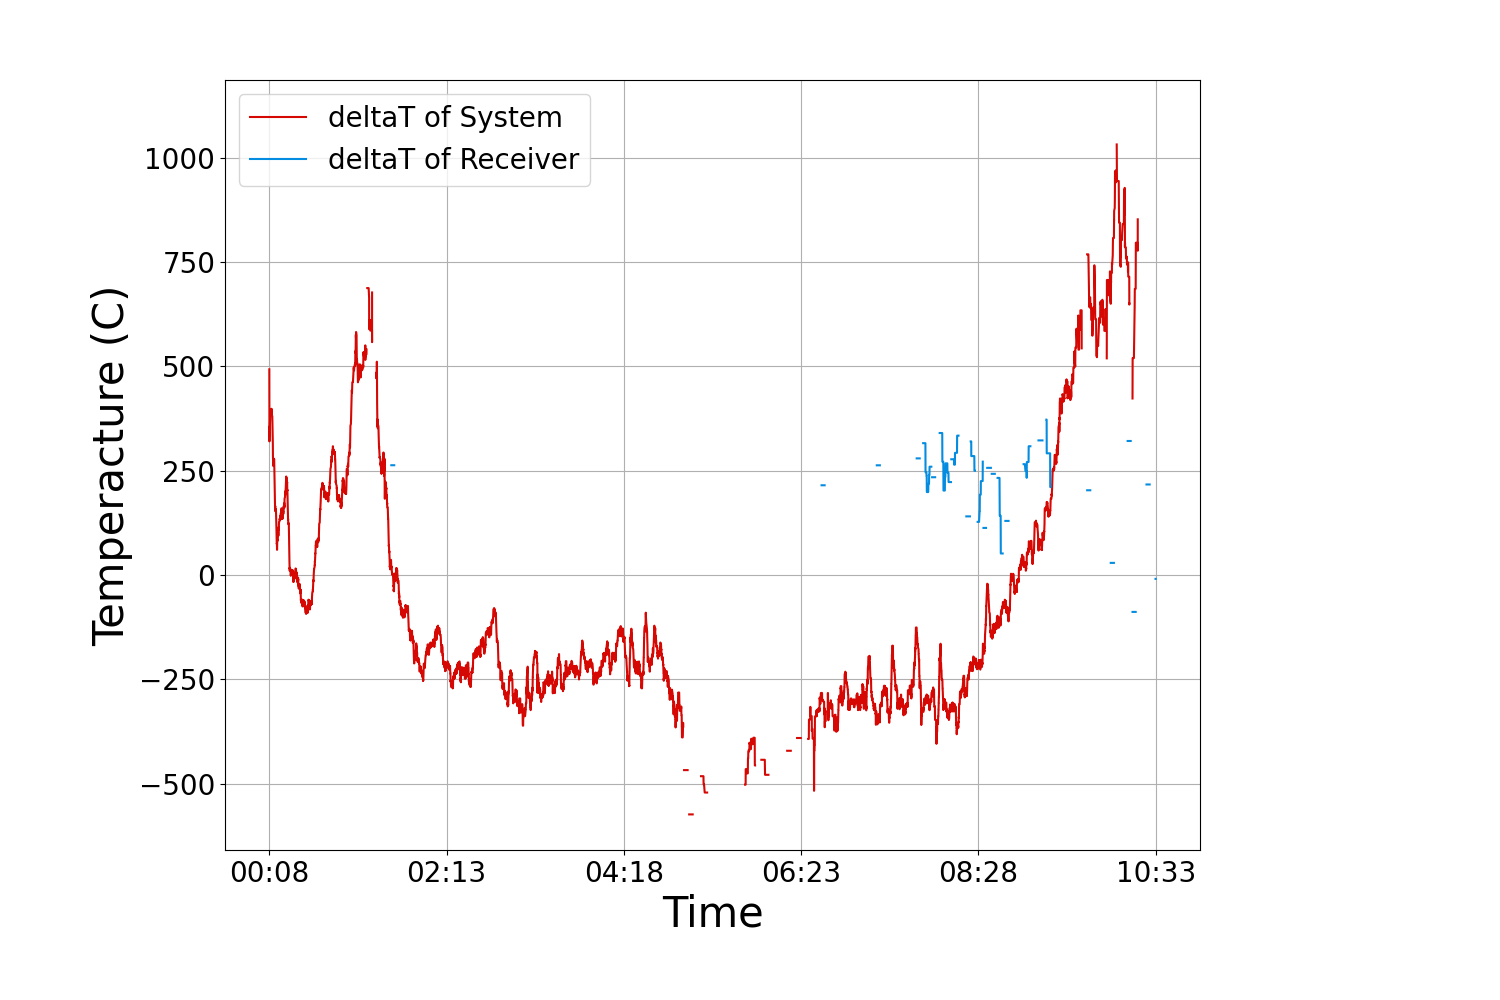 deltaT of System
deltaT of Receiver
1000
750
500
250
0
−250
−500
Temperacture (C)
00:08 02:13 04:18 06:23 08:28 10:33
Time